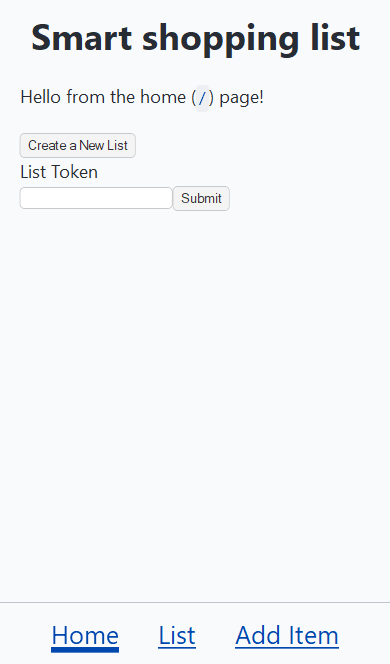 Smart shopping list
Hello from the home (/) page!
Create a New List
List Token
Submit
Home List Add Item